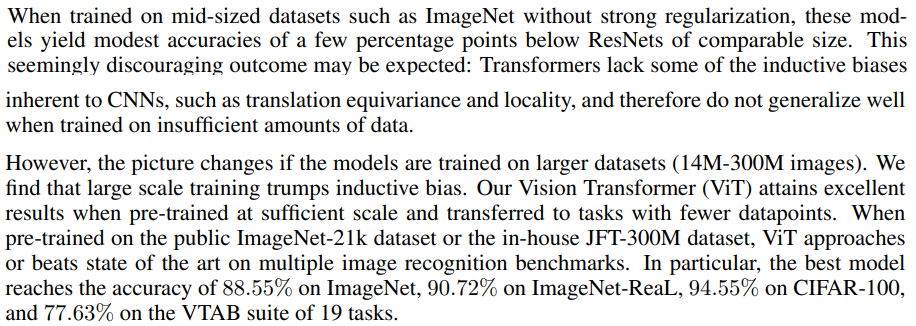 When trained on mid-sized datasets such as ImageNet without strong regularization, these mod-
els yield modest accuracies of a few percentage points below ResNets of comparable size. This
seemingly discouraging outcome may be expected: Transformers lack some of the inductive biases
inherent to CNNs, such as translation equivariance and locality, and therefore do not generalize well
when trained on insufficient amounts of data.
However, the picture changes if the models are trained on larger datasets (14M-300M images). We
find that large scale training trumps inductive bias. Our Vision Transformer (ViT) attains excellent
results when pre-trained at sufficient scale and transferred to tasks with fewer datapoints. When
pre-trained on the public ImageNet-21k dataset or the in-house JFT-300M dataset, ViT approaches
or beats state of the art on multiple image recognition benchmarks. In particular, the best model
reaches the accuracy of 88.55% on ImageNet, 90.72% on ImageNet-ReaL, 94.55% on CIFAR-100,
and 77.63% on the VTAB suite of 19 tasks.